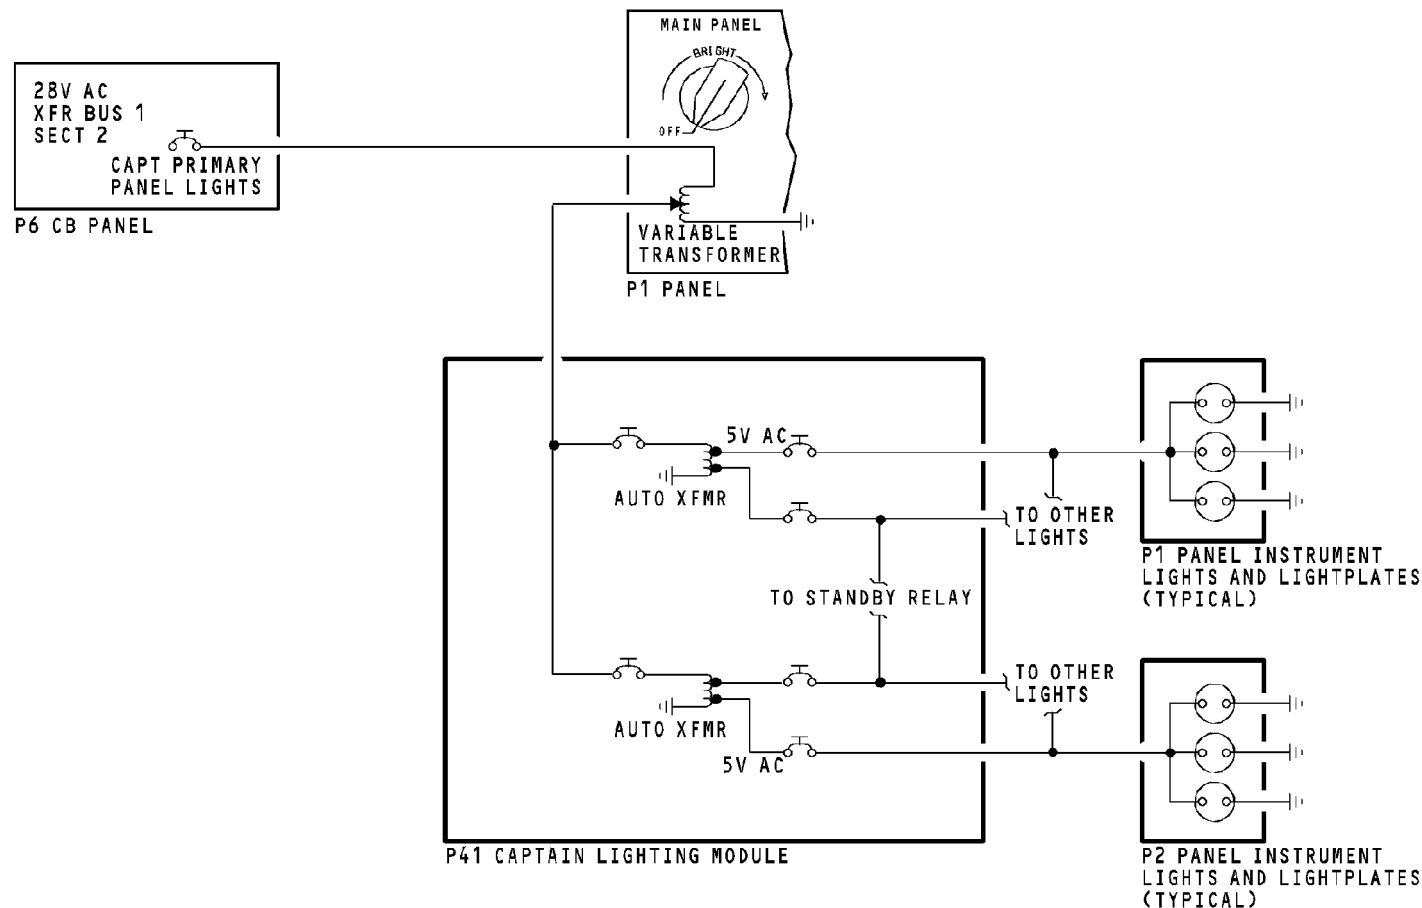 MAIN PANEL
BRIGHT
OFF
28V AC
XFR BUS 1
SECT 2
CAPT PRIMARY
PANEL LIGHTS
P6 CB PANEL
VARIABLE
TRANSFORMER
P1 PANEL
5V AC
AUTO XFMR
TO OTHER
LIGHTS
P1 PANEL INSTRUMENT
LIGHTS AND LIGHTPLATES
(TYPICAL)
TO STANDBY RELAY
TO OTHER
LIGHTS
AUTO XFMR
5V AC
P41 CAPTAIN LIGHTING MODULE
P2 PANEL INSTRUMENT
LIGHTS AND LIGHTPLATES
(TYPICAL)